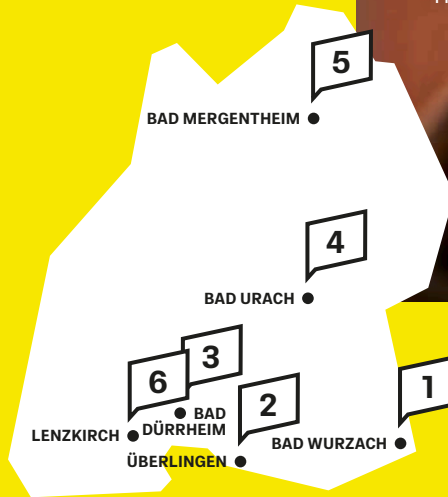 5
BAD MERGENTHEIM
4
BAD URACH
3
6
2
1
BAD
DÜRRHEIM
LENZKIRCH
BAD WURZACH
ÜBERLINGEN